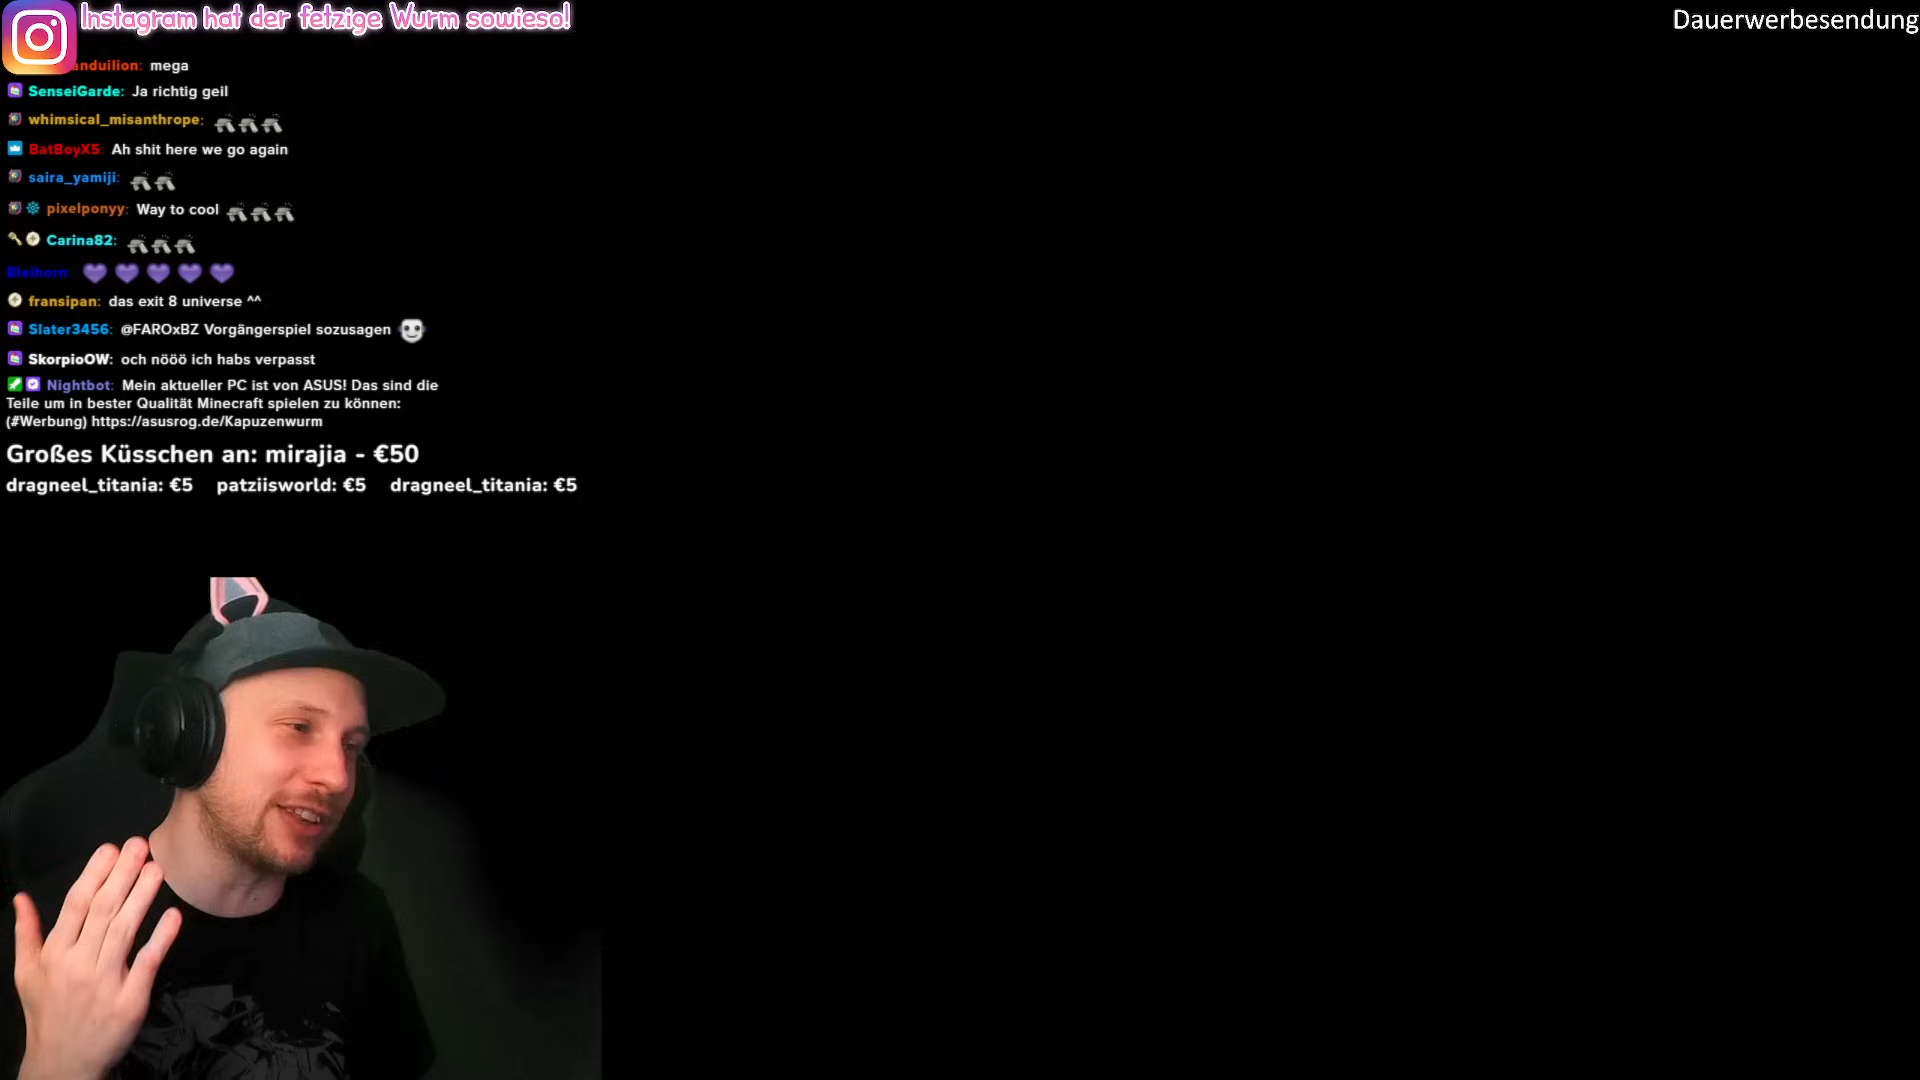 Instagram hat der fetzige Wurm sowieso!
Dauerwerbesendung
anduilion: mega
SenseiGarde: Ja richtig geil
whimsical_misanthrope:
BatBoyX5: Ah shit here we go again
saira_yamiji:
pixelponyy: Way to cool
Carina82:
Bleihorn:
fransipan: das exit 8 universe ^^
Slater3456: @FAROxBZ Vorgängerspiel sozusagen
SkorpioOW: och nööö ich habs verpasst
Nightbot: Mein aktueller PC ist von ASUS! Das sind die
Teile um in bester Qualität Minecraft spielen zu können:
(#Werbung) https://asusrog.de/Kapuzenwurm
Großes Küsschen an: mirajia - €50
dragneel_titania: €5 patziisworld: €5 dragneel_titania: €5